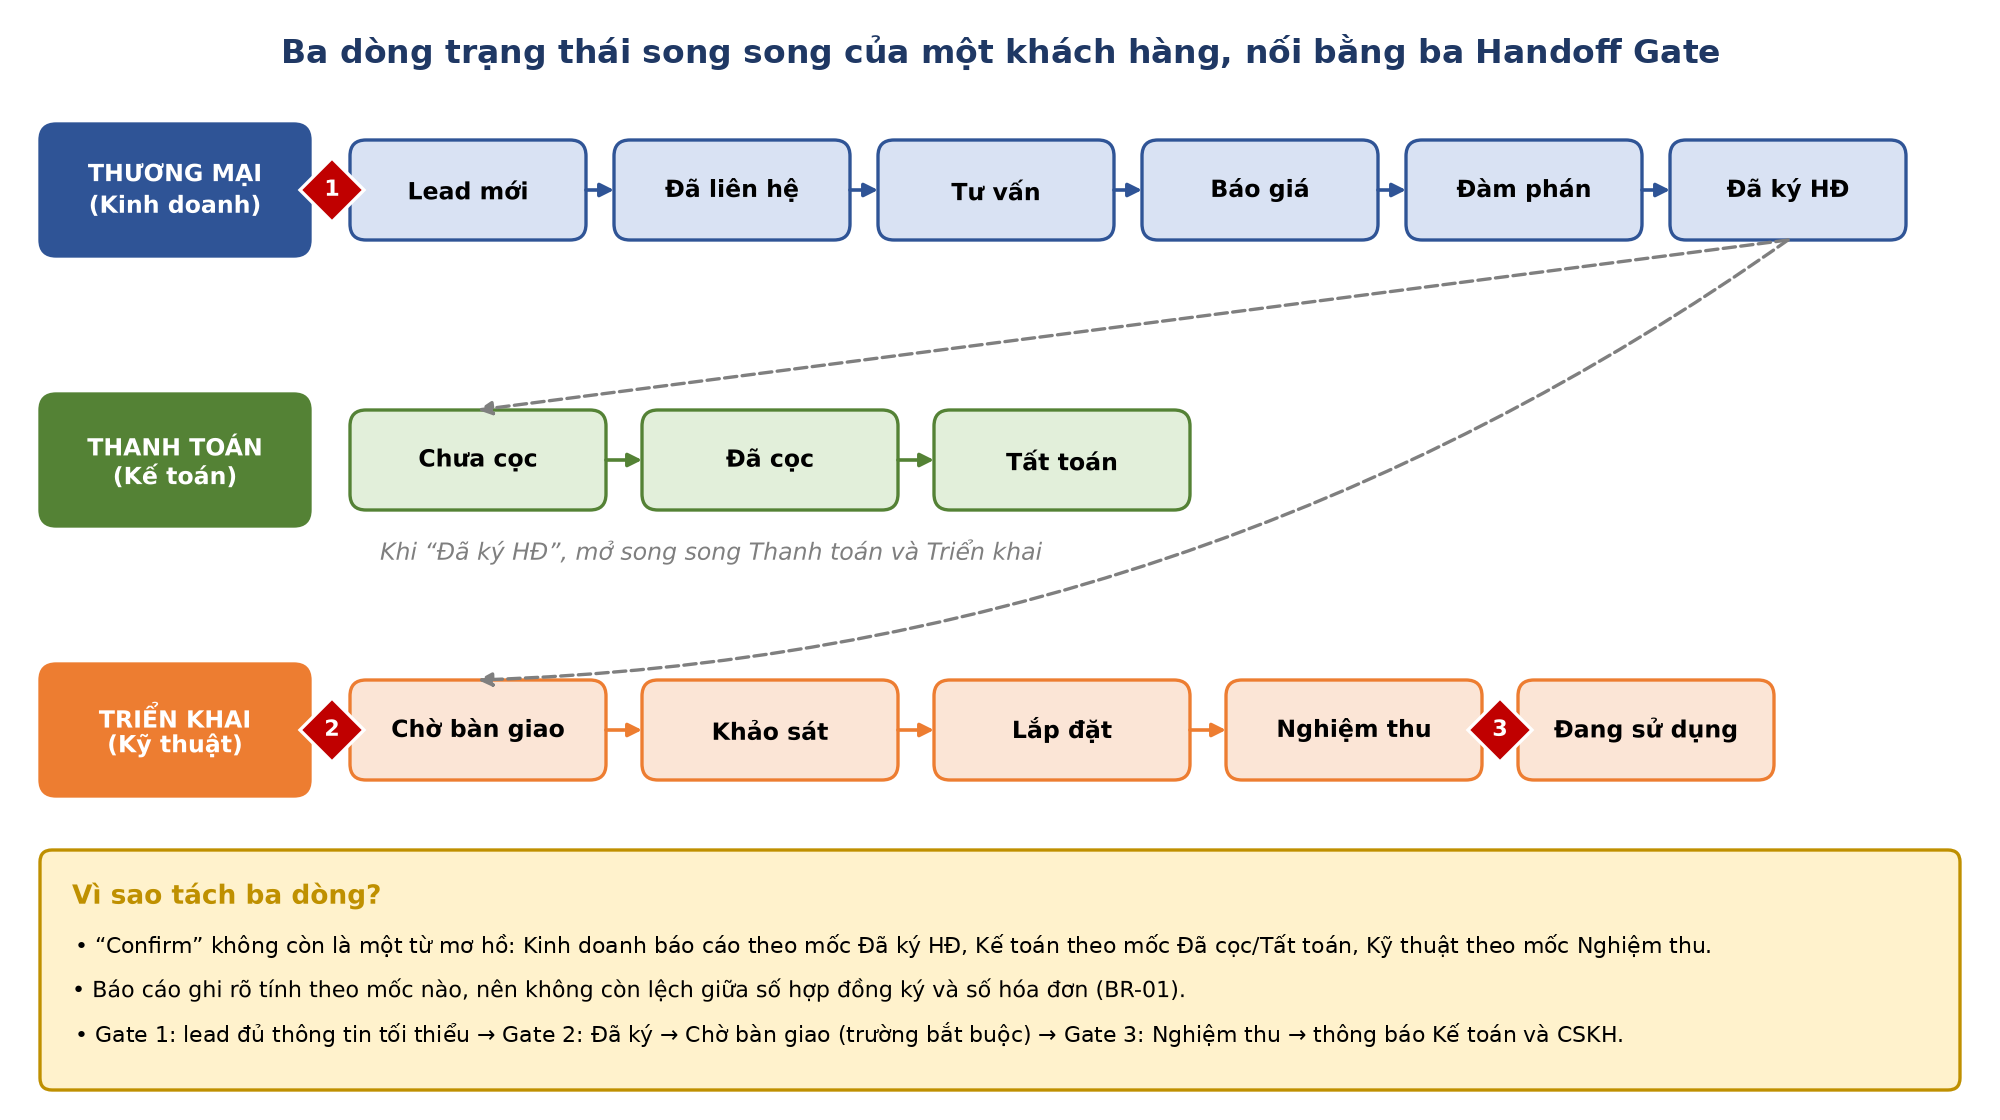 Ba dòng trạng thái song song của một khách hàng, nối bằng ba Handoff Gate
THƯƠNG MẠI
(Kinh doanh)
1
Lead mới
Đã liên hệ
Tư vấn
Báo giá
Đàm phán
Đã ký HĐ
THANH TOÁN
(Kế toán)
Chưa cọc
Đã cọc
Tất toán
Khi “Đã ký HĐ”, mở song song Thanh toán và Triển khai
TRIỂN KHAI
(Kỹ thuật)
2
Chờ bàn giao
Khảo sát
Lắp đặt
Nghiệm thu
3
Đang sử dụng
Vì sao tách ba dòng?
• “Confirm” không còn là một từ mơ hồ: Kinh doanh báo cáo theo mốc Đã ký HĐ, Kế toán theo mốc Đã cọc/Tất toán, Kỹ thuật theo mốc Nghiệm thu.
• Báo cáo ghi rõ tính theo mốc nào, nên không còn lệch giữa số hợp đồng ký và số hóa đơn (BR-01).
• Gate 1: lead đủ thông tin tối thiểu → Gate 2: Đã ký → Chờ bàn giao (trường bắt buộc) → Gate 3: Nghiệm thu → thông báo Kế toán và CSKH.